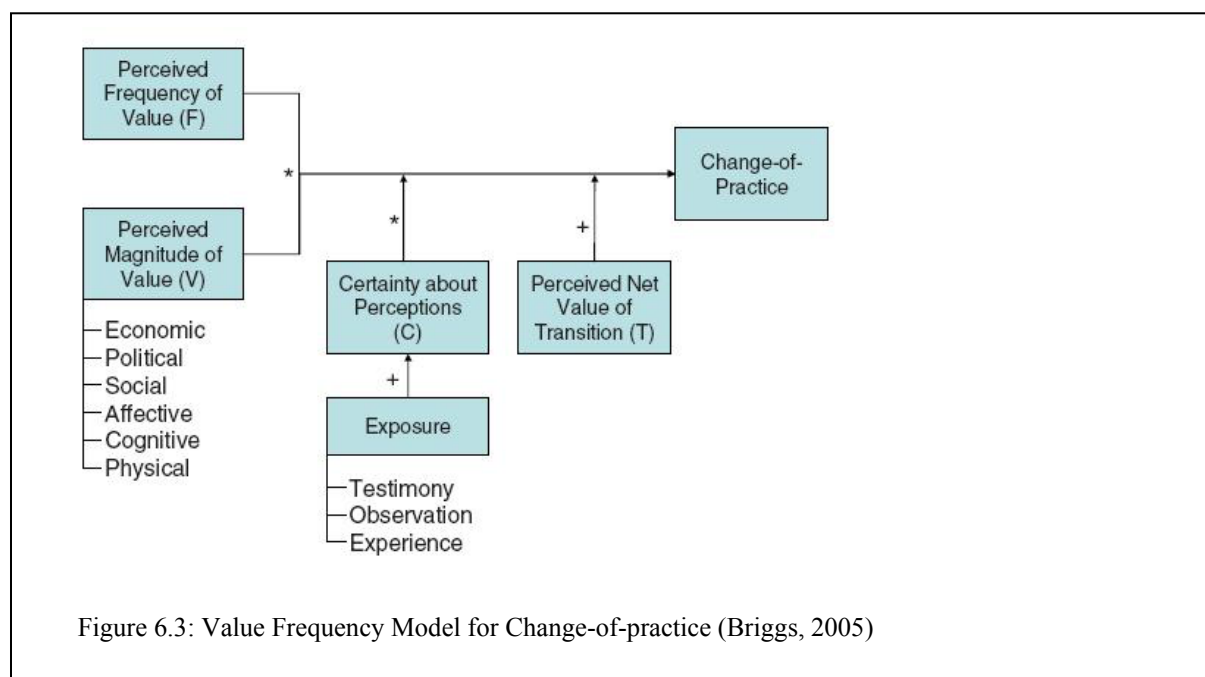 Perceived
Frequency of
Value (F)
*
Perceived
Magnitude of
Value (V)
Economic
Political
Social
Affective
Cognitive
Physical
*
Certainty about
Perceptions
(C)
+
Exposure
Testimony
Observation
Experience
+
Perceived Net
Value of
Transition (T)
Change-of-
Practice
Figure 6.3: Value Frequency Model for Change-of-practice (Briggs, 2005)